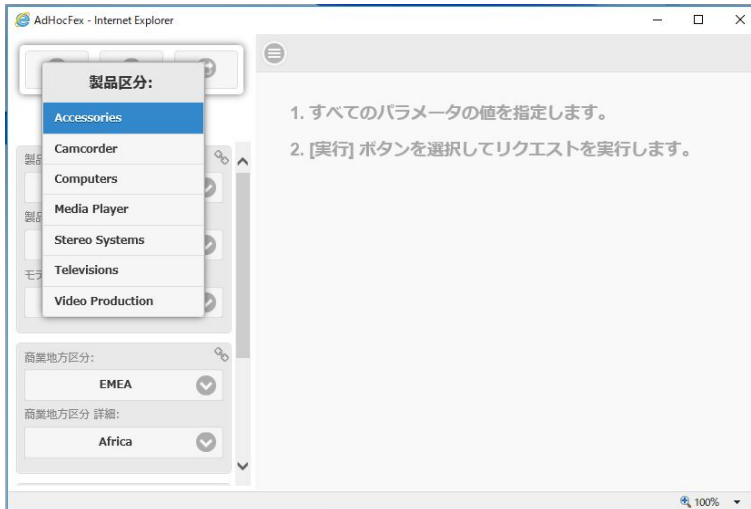 AdHocFex - Internet Explorer
製品区分:
Accessories
Camcorder
Computers
Media Player
Stereo Systems
Televisions
Video Production
商業地方区分:
EMEA
商業地方区分 詳細:
Africa
1. すべてのパラメータの値を指定します。
2. [実行] ボタンを選択してリクエストを実行します。
100%